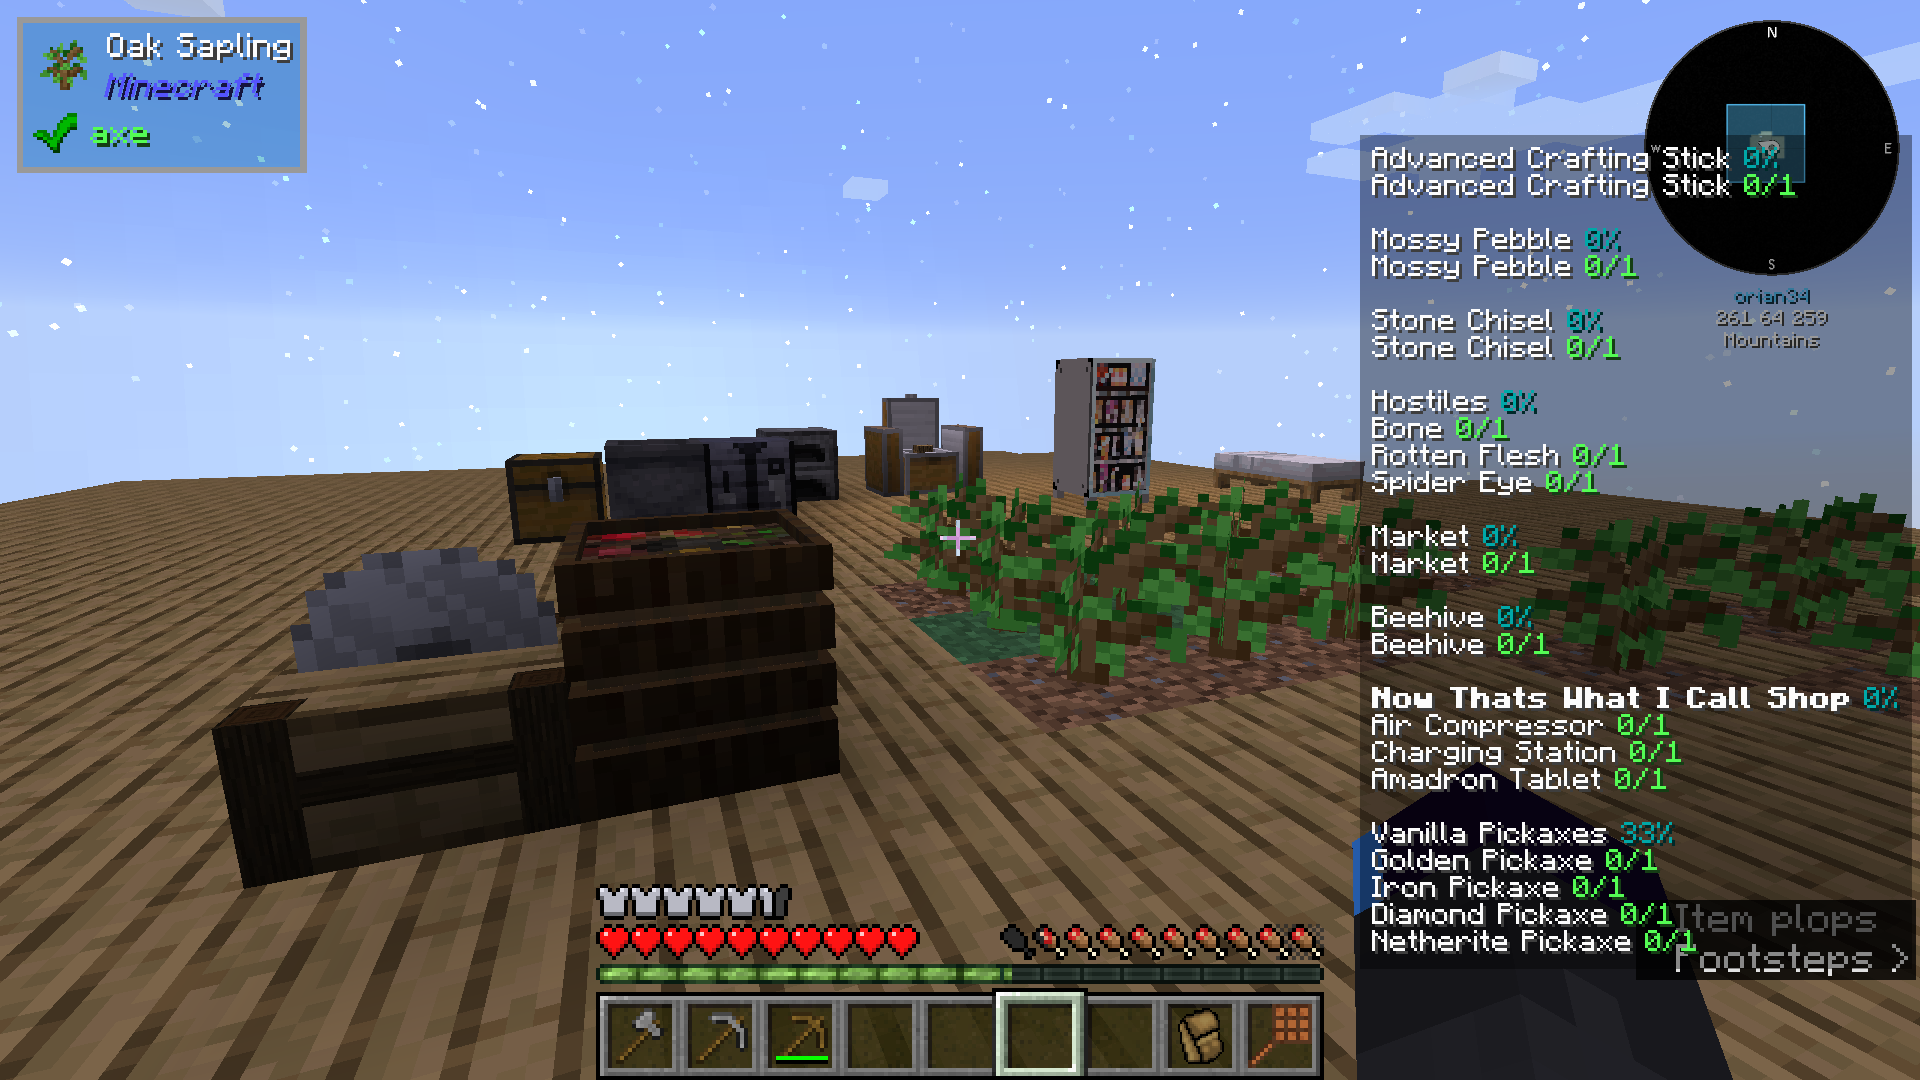 Oak Sapling
Minecraft
axe
N
W
E
S
orian34
261 64 259
Mountains
Advanced Crafting Stick 0%
Advanced Crafting Stick 0/1
Mossy Pebble 0%
Mossy Pebble 0/1
Stone Chisel 0%
Stone Chisel 0/1
Hostiles 0%
Bone 0/1
Rotten Flesh 0/1
Spider Eye 0/1
Market 0%
Market 0/1
Beehive 0%
Beehive 0/1
Now Thats What I Call Shop 0%
Air Compressor 0/1
Charging Station 0/1
Amadron Tablet 0/1
Vanilla Pickaxes 33%
Golden Pickaxe 0/1
Iron Pickaxe 0/1
Diamond Pickaxe 0/1
Netherite Pickaxe 0/1
Item plops
Footsteps >